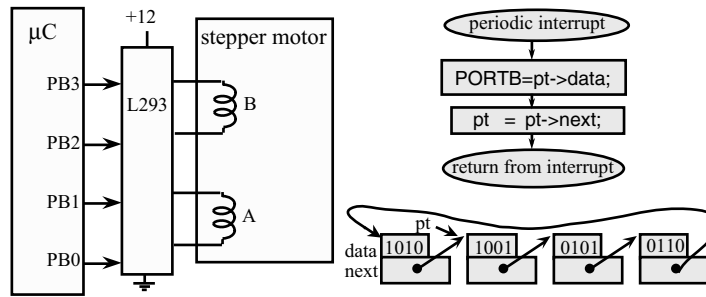 µC
+12
stepper motor
PB3
PB2
PB1
PB0
L293
B
A
periodic interrupt
PORTB=pt->data;
pt = pt->next;
return from interrupt
pt
data
next
1010
1001
0101
0110